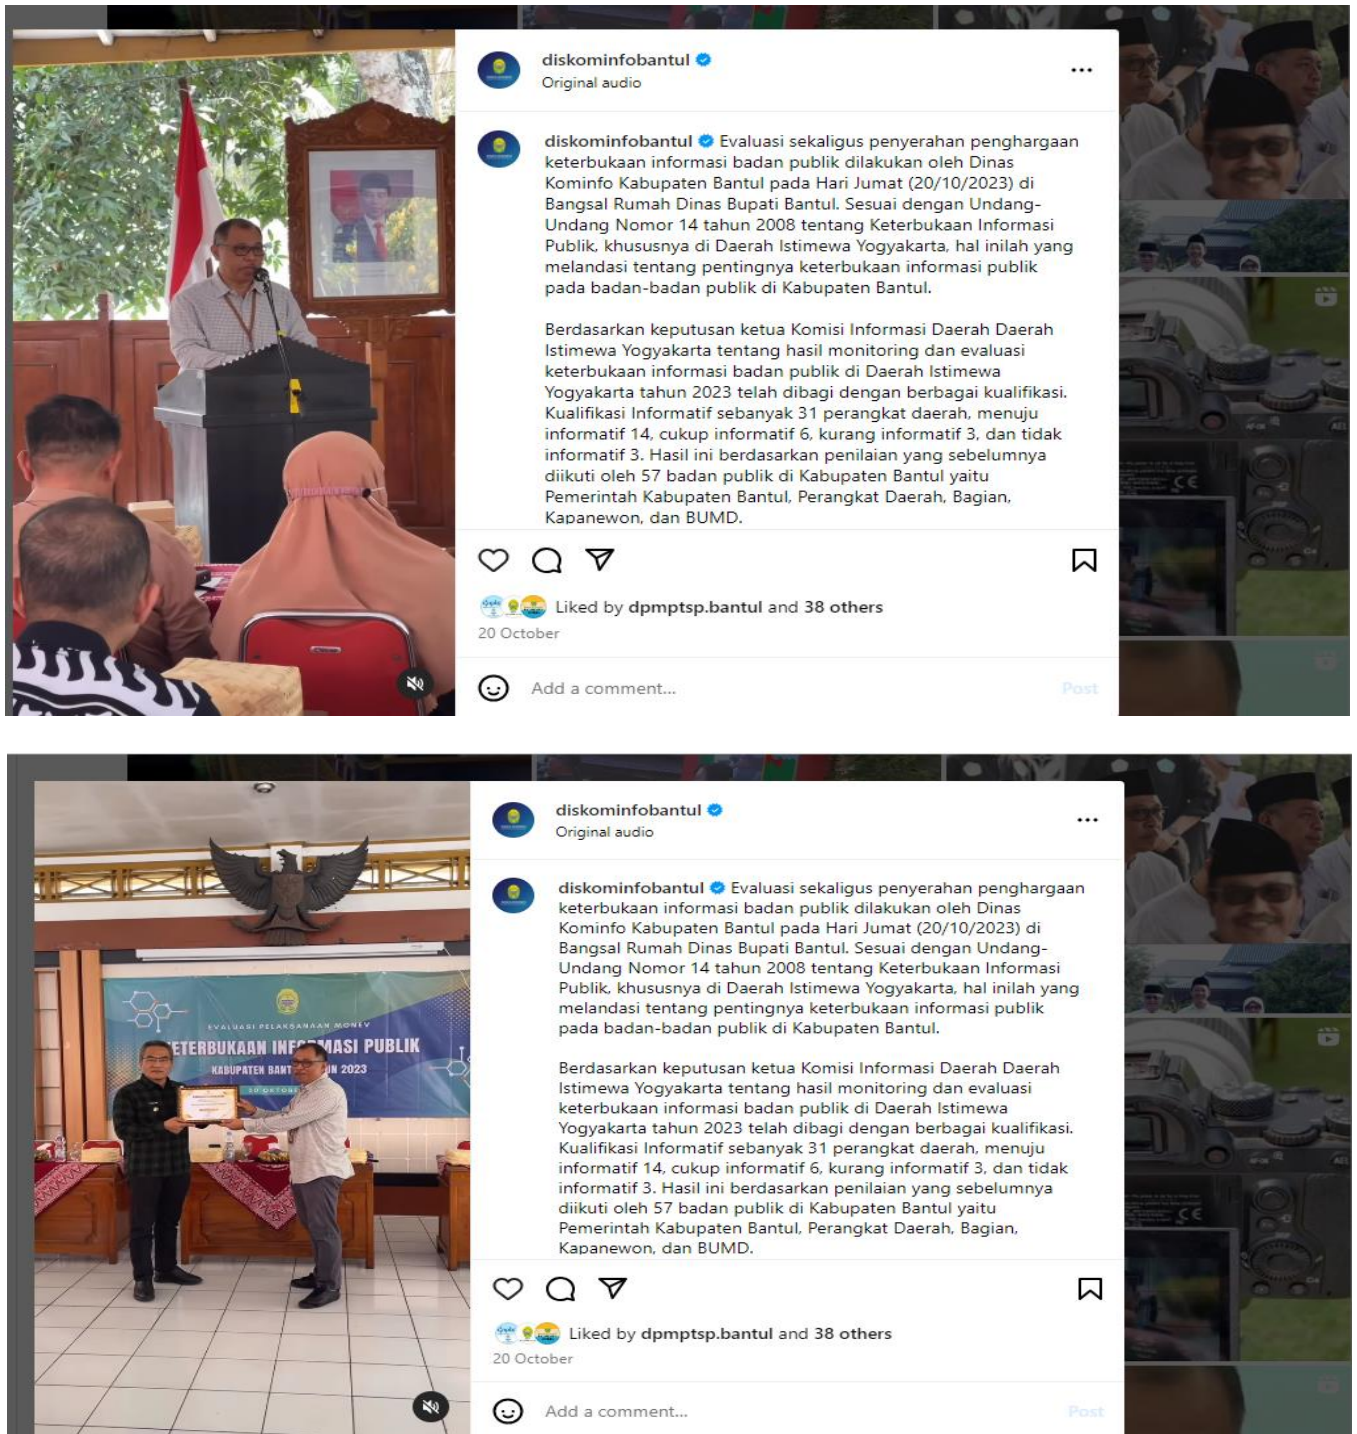 diskominfobantul
Original audio
diskominfobantul Evaluasi sekaligus penyerahan penghargaan
keterbukaan informasi badan publik dilakukan oleh Dinas
Kominfo Kabupaten Bantul pada Hari Jumat (20/10/2023) di
Bangsal Rumah Dinas Bupati Bantul. Sesuai dengan Undang-
Undang Nomor 14 tahun 2008 tentang Keterbukaan Informasi
Publik, khususnya di Daerah Istimewa Yogyakarta, hal inilah yang
melandasi tentang pentingnya keterbukaan informasi publik
pada badan-badan publik di Kabupaten Bantul.
Berdasarkan keputusan ketua Komisi Informasi Daerah Daerah
Istimewa Yogyakarta tentang hasil monitoring dan evaluasi
keterbukaan informasi badan publik di Daerah Istimewa
Yogyakarta tahun 2023 telah dibagi dengan berbagai kualifikasi.
Kualifikasi Informatif sebanyak 31 perangkat daerah, menuju
informatif 14, cukup informatif 6, kurang informatif 3, dan tidak
informatif 3. Hasil ini berdasarkan penilaian yang sebelumnya
diikuti oleh 57 badan publik di Kabupaten Bantul yaitu
Pemerintah Kabupaten Bantul, Perangkat Daerah, Bagian,
Kapanewon, dan BUMD.
Liked by dpmptsp.bantul and 38 others
20 October
Add a comment...
Post
diskominfobantul
Original audio
diskominfobantul Evaluasi sekaligus penyerahan penghargaan
keterbukaan informasi badan publik dilakukan oleh Dinas
Kominfo Kabupaten Bantul pada Hari Jumat (20/10/2023) di
Bangsal Rumah Dinas Bupati Bantul. Sesuai dengan Undang-
Undang Nomor 14 tahun 2008 tentang Keterbukaan Informasi
Publik, khususnya di Daerah Istimewa Yogyakarta, hal inilah yang
melandasi tentang pentingnya keterbukaan informasi publik
pada badan-badan publik di Kabupaten Bantul.
Berdasarkan keputusan ketua Komisi Informasi Daerah Daerah
Istimewa Yogyakarta tentang hasil monitoring dan evaluasi
keterbukaan informasi badan publik di Daerah Istimewa
Yogyakarta tahun 2023 telah dibagi dengan berbagai kualifikasi.
Kualifikasi Informatif sebanyak 31 perangkat daerah, menuju
informatif 14, cukup informatif 6, kurang informatif 3, dan tidak
informatif 3. Hasil ini berdasarkan penilaian yang sebelumnya
diikuti oleh 57 badan publik di Kabupaten Bantul yaitu
Pemerintah Kabupaten Bantul, Perangkat Daerah, Bagian,
Kapanewon, dan BUMD.
Liked by dpmptsp.bantul and 38 others
20 October
Add a comment...
Post
EVALUASI PELAKSANAAN MONEV
ETERBUKAAN INF MASI PUBLIK
KABUPATEN BANT N 2023
20 OKTO